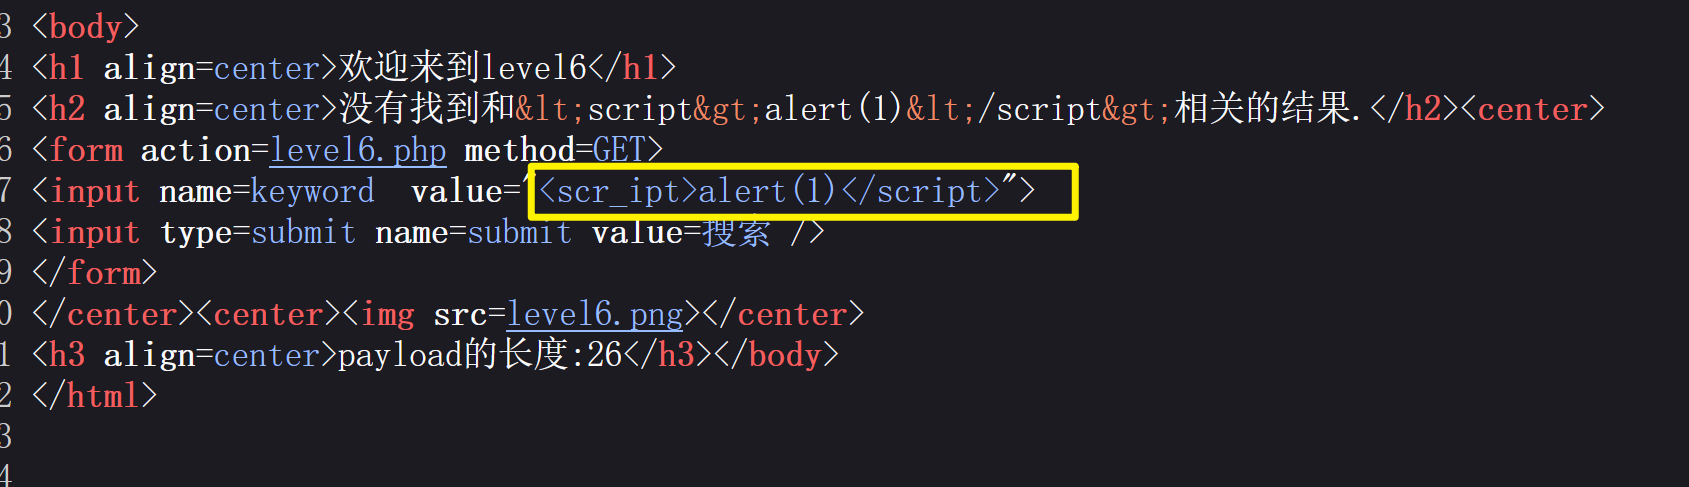 3 <body>
4 <h1 align=center>欢迎来到level6</h1>
5 <h2 align=center>没有找到和&lt;script&gt;alert(1)&lt;/script&gt;相关的结果.</h2><center>
6 <form action=level6.php method=GET>
7 <input name=keyword  value="<scr_ipt>alert(1)</script>">
8 <input type=submit name=submit value=搜索 />
9 </form>
0 </center><center><img src=level6.png></center>
1 <h3 align=center>payload的长度:26</h3></body>
2 </html>
3
4